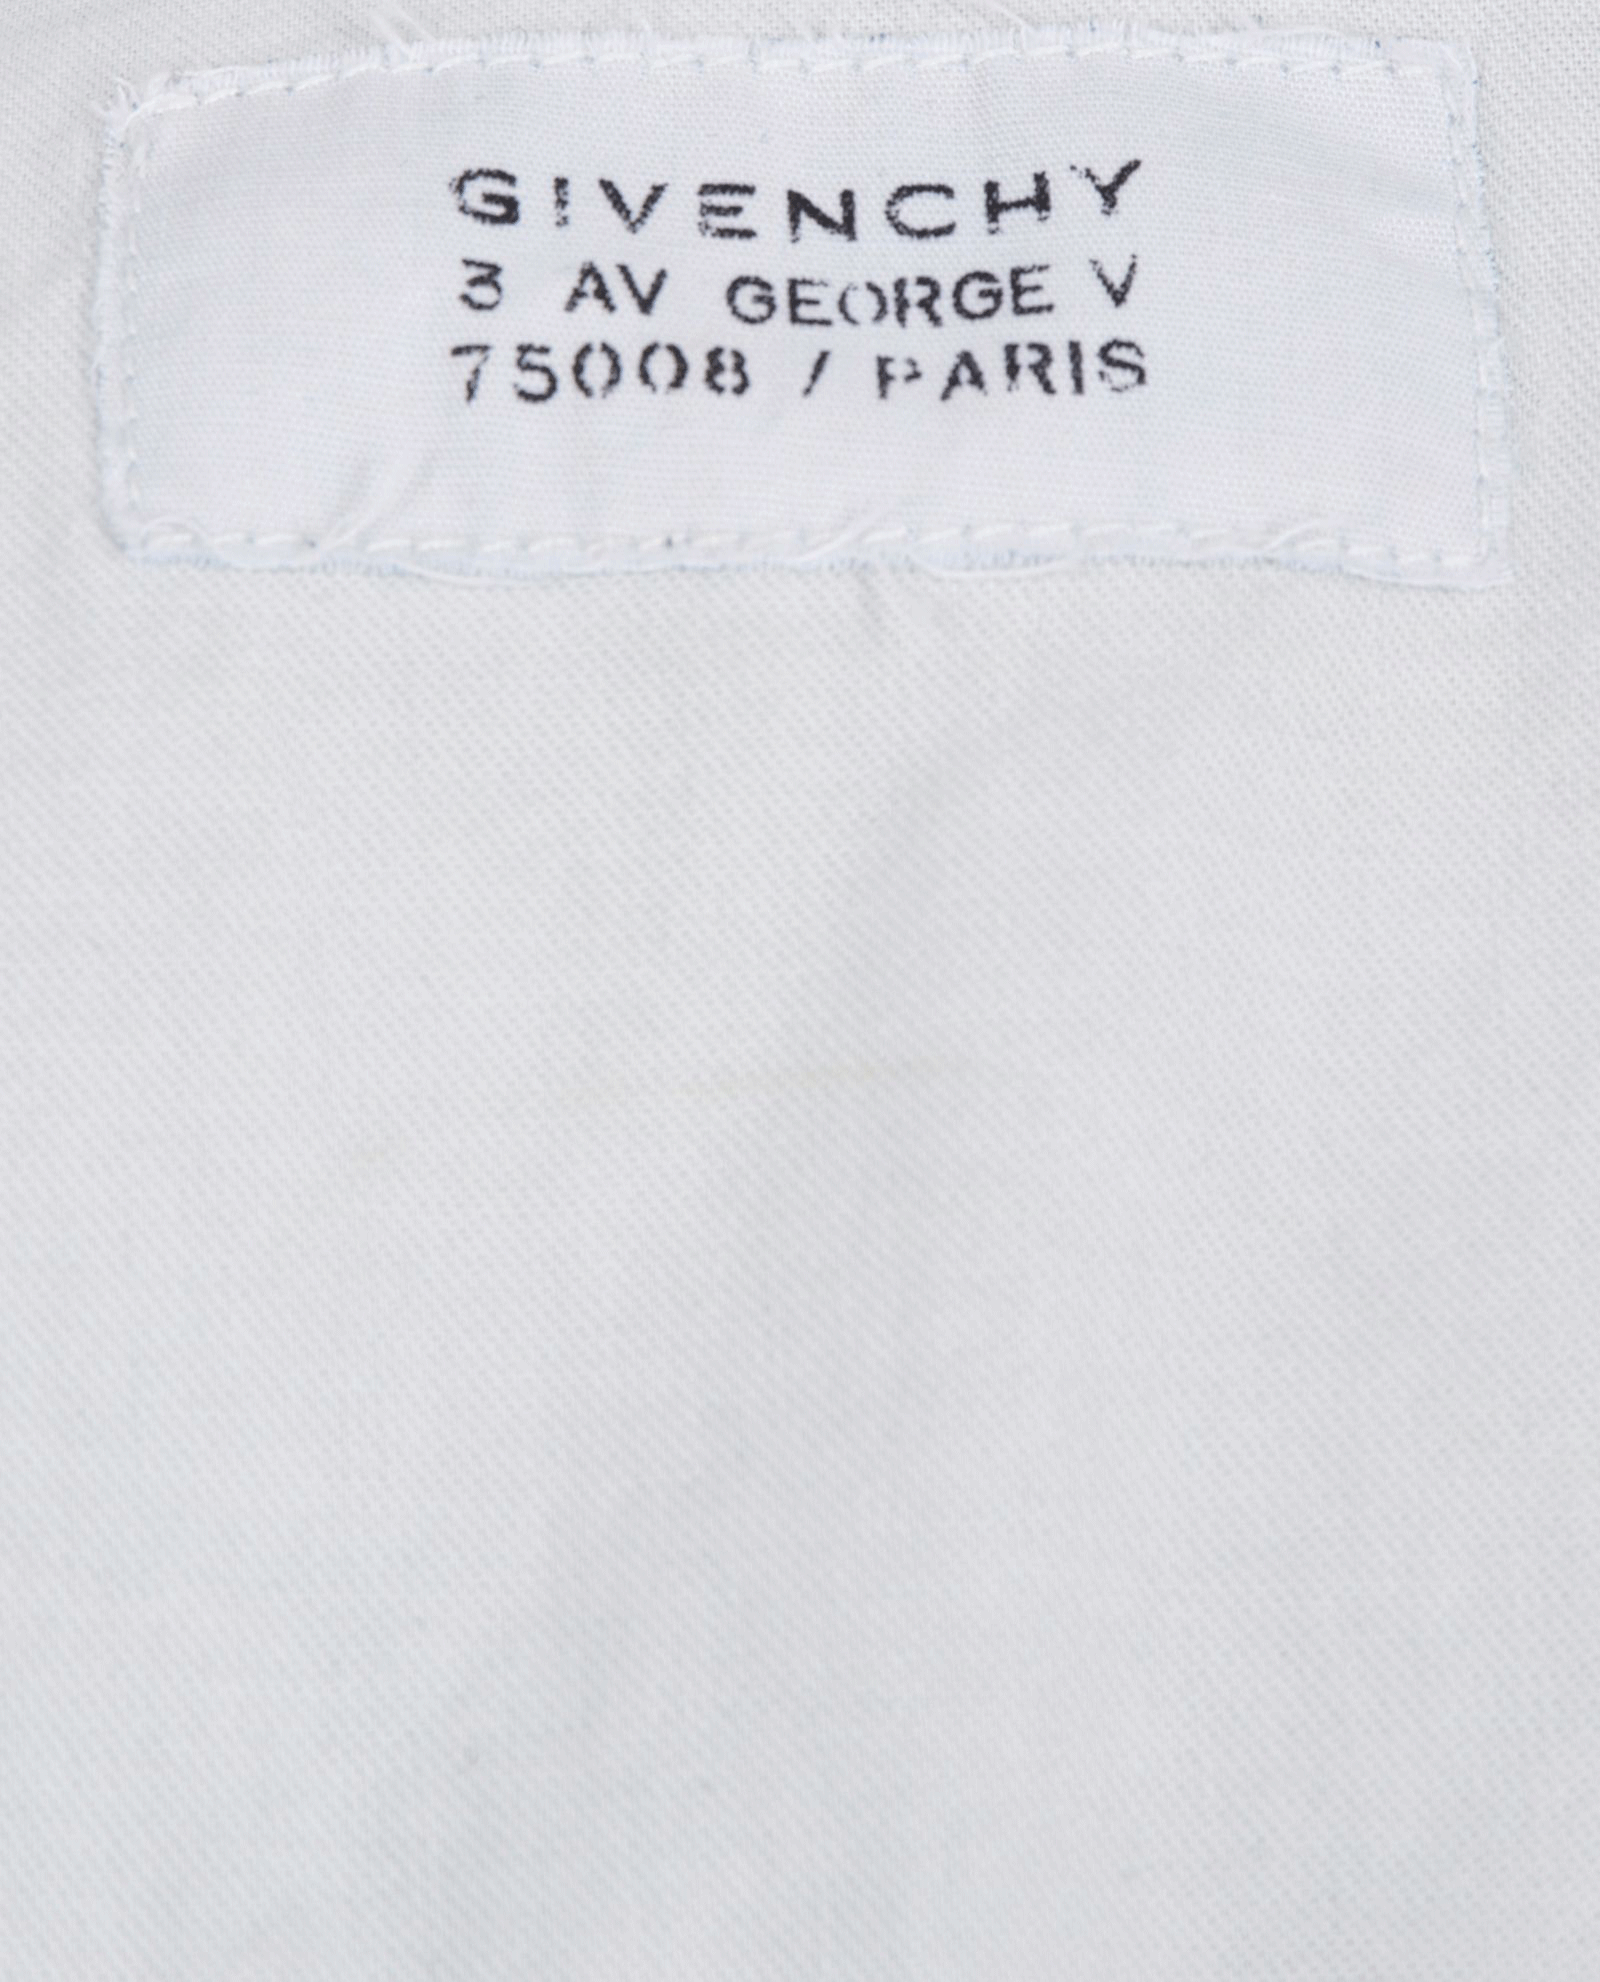 GIVENCHY
3 AV GEORGE V
75008 / PARIS